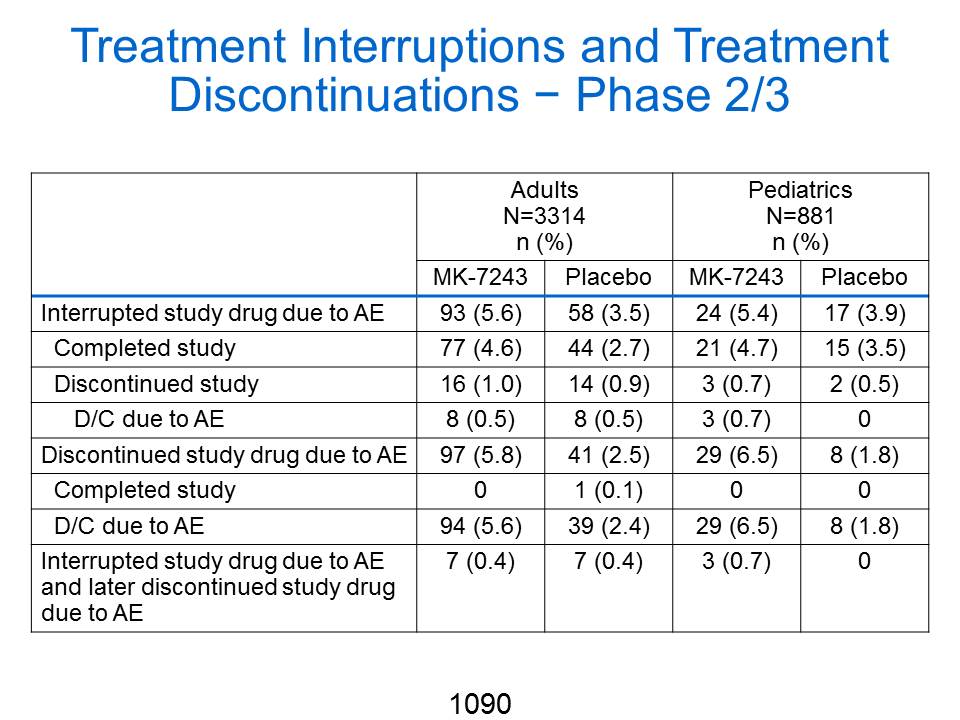 Treatment Interruptions and Treatment
Discontinuations − Phase 2/3
Adults
N=3314
n (%)
Pediatrics
N=881
n (%)
MK-7243 Placebo MK-7243 Placebo
Interrupted study drug due to AE 93 (5.6) 58 (3.5) 24 (5.4) 17 (3.9)
Completed study 77 (4.6) 44 (2.7) 21 (4.7) 15 (3.5)
Discontinued study 16 (1.0) 14 (0.9) 3 (0.7) 2 (0.5)
D/C due to AE 8 (0.5) 8 (0.5) 3 (0.7) 0
Discontinued study drug due to AE 97 (5.8) 41 (2.5) 29 (6.5) 8 (1.8)
Completed study 0 1 (0.1) 0 0
D/C due to AE 94 (5.6) 39 (2.4) 29 (6.5) 8 (1.8)
Interrupted study drug due to AE 7 (0.4) 7 (0.4) 3 (0.7) 0
and later discontinued study drug
due to AE
1090